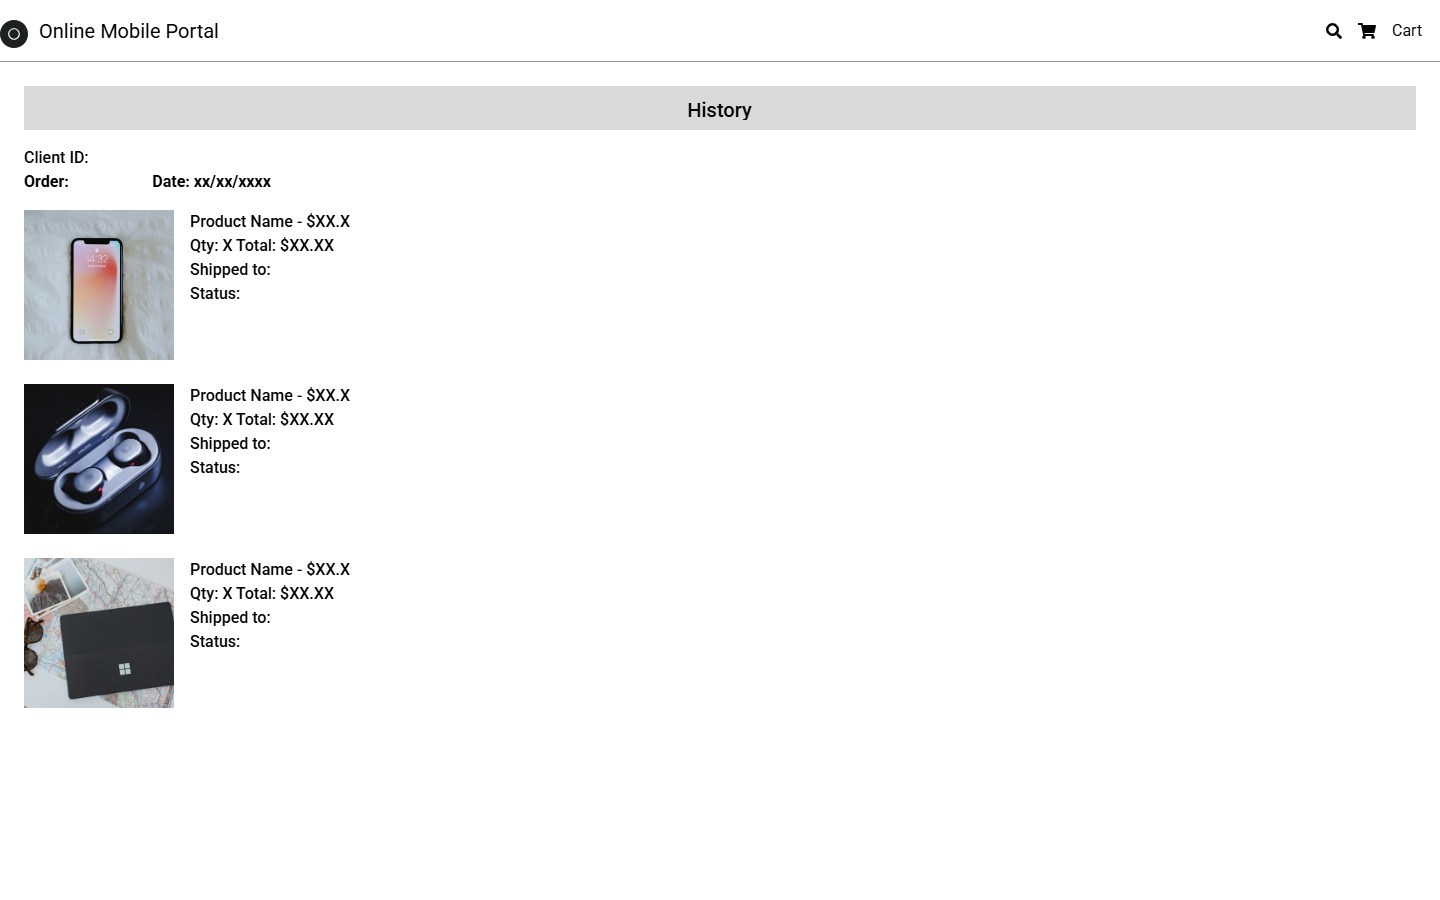 Online Mobile Portal
Cart
History
Client ID:
Order: Date: xx/xx/xxxx
Product Name - $XX.X
Qty: X Total: $XX.XX
Shipped to:
Status:
14:32
Product Name - $XX.X
Qty: X Total: $XX.XX
Shipped to:
Status:
Product Name - $XX.X
Qty: X Total: $XX.XX
Shipped to:
Status: